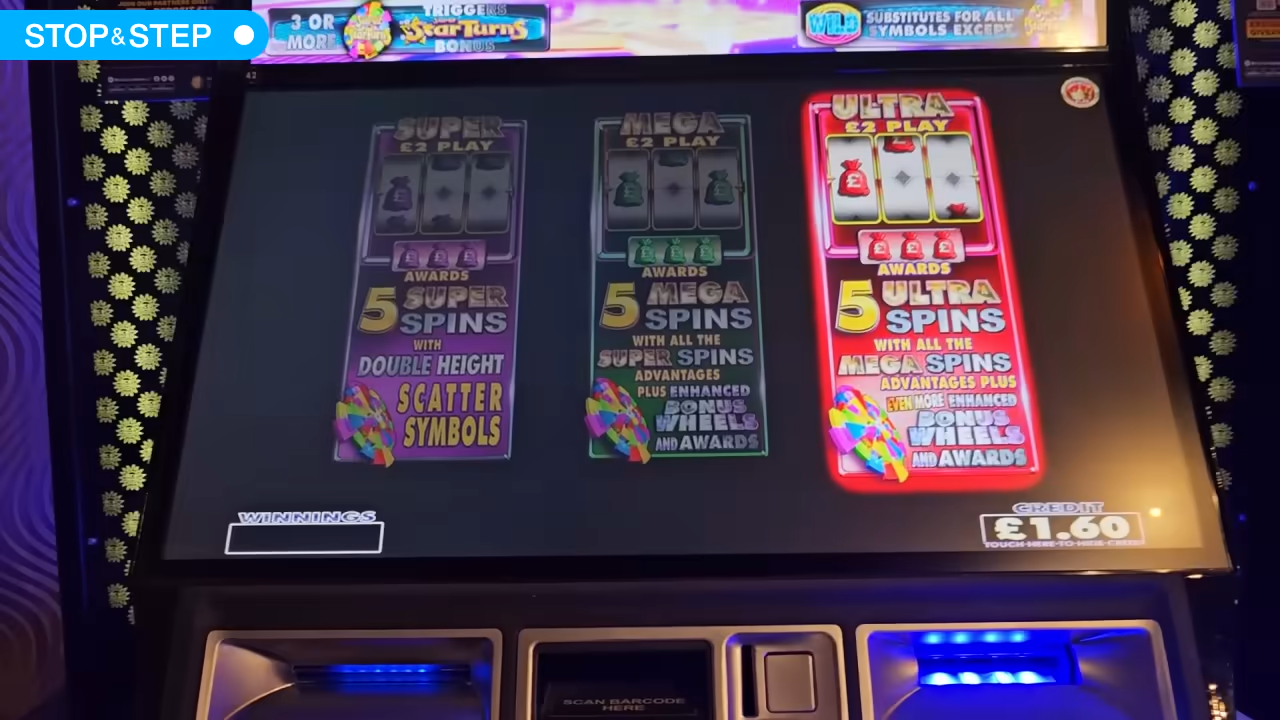 STOP&STEP
3 OR
MORE
TRIGGERS
StarTurns
BONUS
WILD
SUBSTITUTES FOR ALL
SYMBOLS EXCEPT
42
SUPER
£2 PLAY
£ £ £
AWARDS
5 SUPER
SPINS
WITH
DOUBLE HEIGHT
SCATTER
SYMBOLS
MEGA
£2 PLAY
£ £
£ £ £
AWARDS
5 MEGA
SPINS
WITH ALL THE
SUPER SPINS
ADVANTAGES
PLUS ENHANCED
BONUS
WHEELS
AND AWARDS
ULTRA
£2 PLAY
£
£ £ £
AWARDS
5 ULTRA
SPINS
WITH ALL THE
MEGA SPINS
ADVANTAGES PLUS
EVEN MORE ENHANCED
BONUS
WHEELS
AND AWARDS
WINNINGS
CREDIT
£1.60
TOUCH HERE TO HIDE CREDIT
SCAN BARCODE
HERE